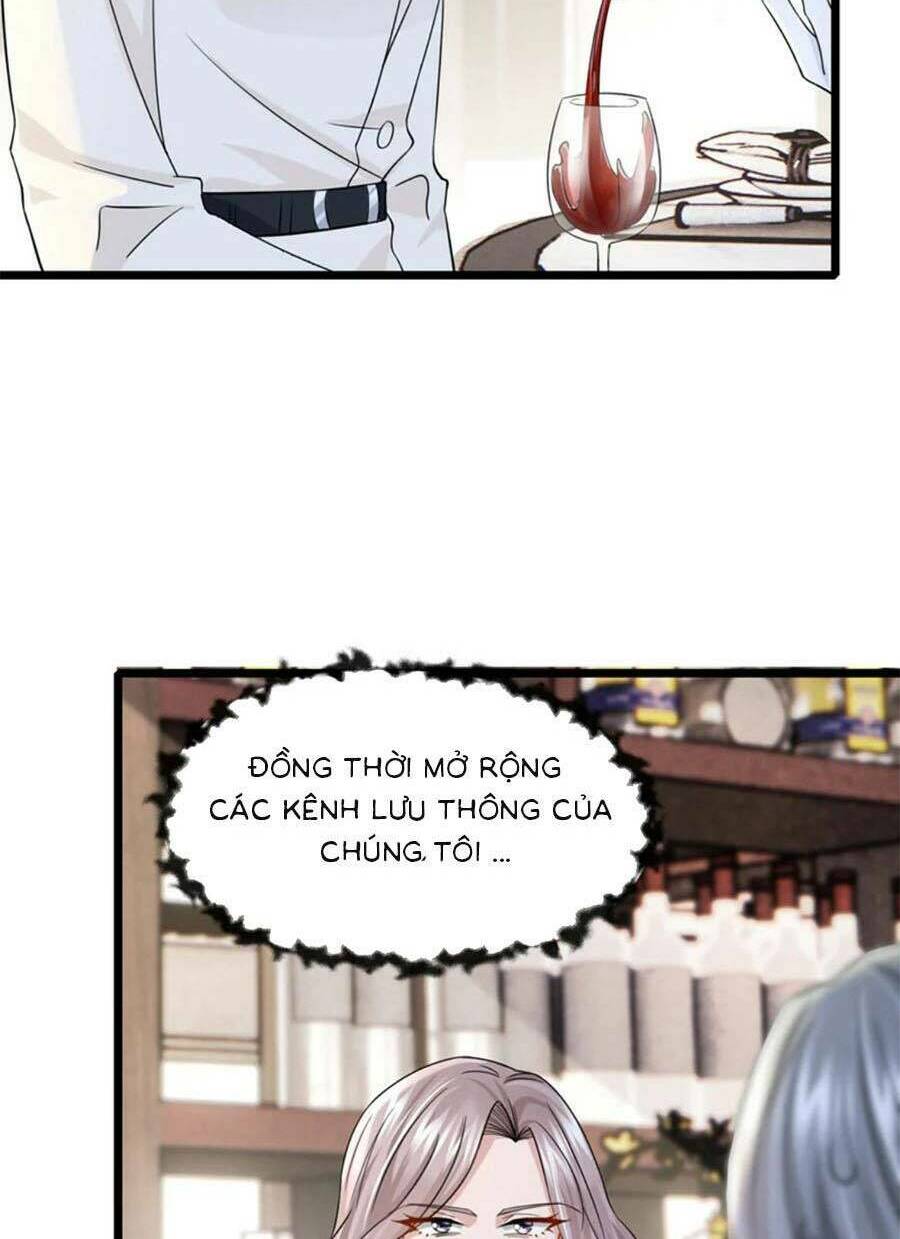 ĐỒNG THỜI MỞ RỘNG
CÁC KÊNH LƯU THÔNG CỦA
CHÚNG TÔI ...